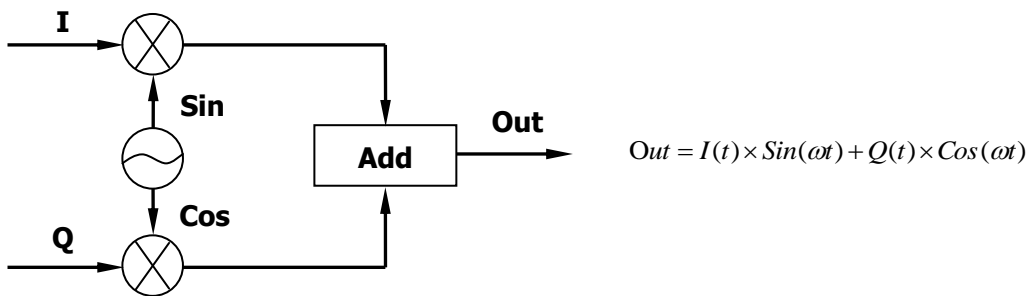 I
Sin
Out
Add
Out = I(t) × Sin(ωt) + Q(t) × Cos(ωt)
Cos
Q